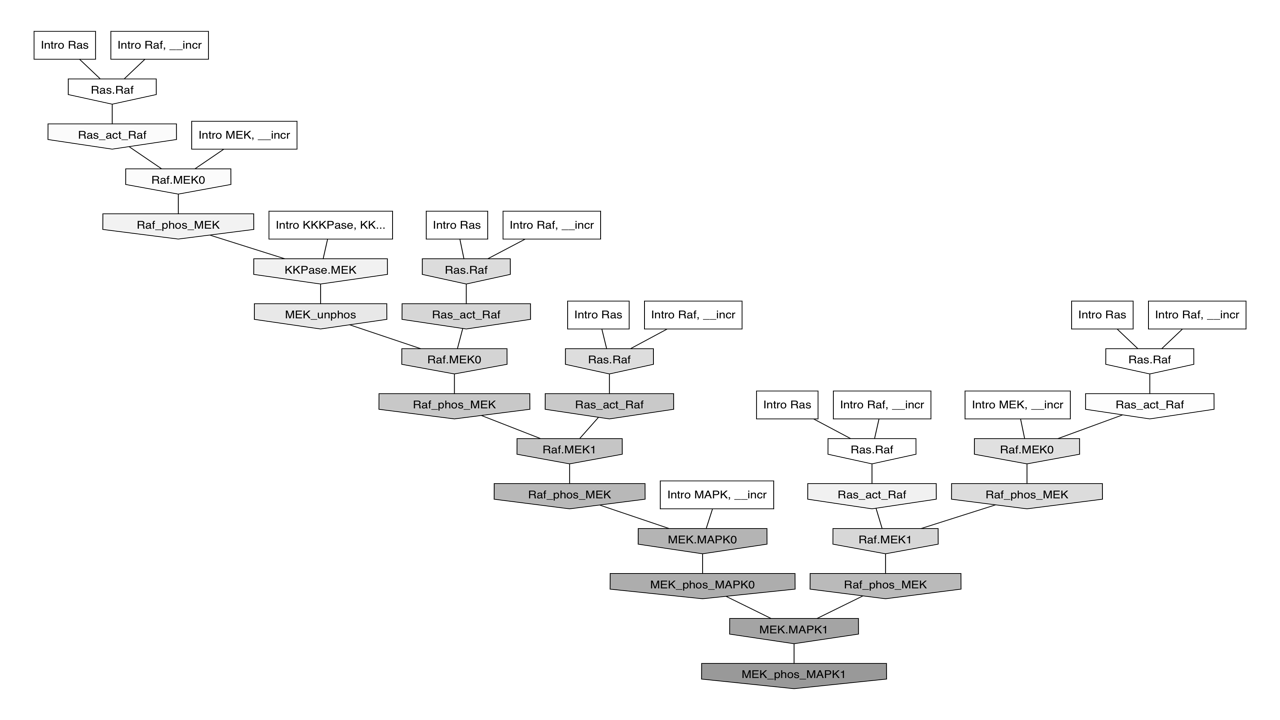 Intro Ras
Intro Raf, __incr
Ras.Raf
Ras_act_Raf
Intro MEK, __incr
Raf.MEK0
Raf_phos_MEK
Intro KKKPase, KK...
Intro Ras
Intro Raf, __incr
KKPase.MEK
Ras.Raf
MEK_unphos
Ras_act_Raf
Intro Ras
Intro Raf, __incr
Intro Ras
Intro Raf, __incr
Raf.MEK0
Ras.Raf
Ras.Raf
Raf_phos_MEK
Ras_act_Raf
Intro Ras
Intro Raf, __incr
Intro MEK, __incr
Ras_act_Raf
Raf.MEK1
Ras.Raf
Raf.MEK0
Raf_phos_MEK
Intro MAPK, __incr
Ras_act_Raf
Raf_phos_MEK
MEK.MAPK0
Raf.MEK1
MEK_phos_MAPK0
Raf_phos_MEK
MEK.MAPK1
MEK_phos_MAPK1